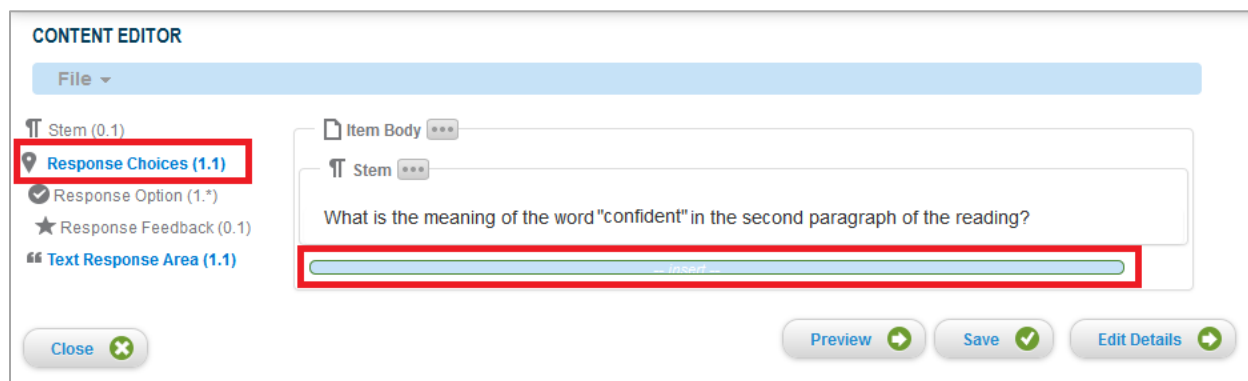 CONTENT EDITOR
File
Stem (0.1)
Response Choices (1.1)
Response Option (1.*)
Response Feedback (0.1)
Text Response Area (1.1)
Item Body
Stem
What is the meaning of the word "confident" in the second paragraph of the reading?
-- insert --
Close
Preview
Save
Edit Details